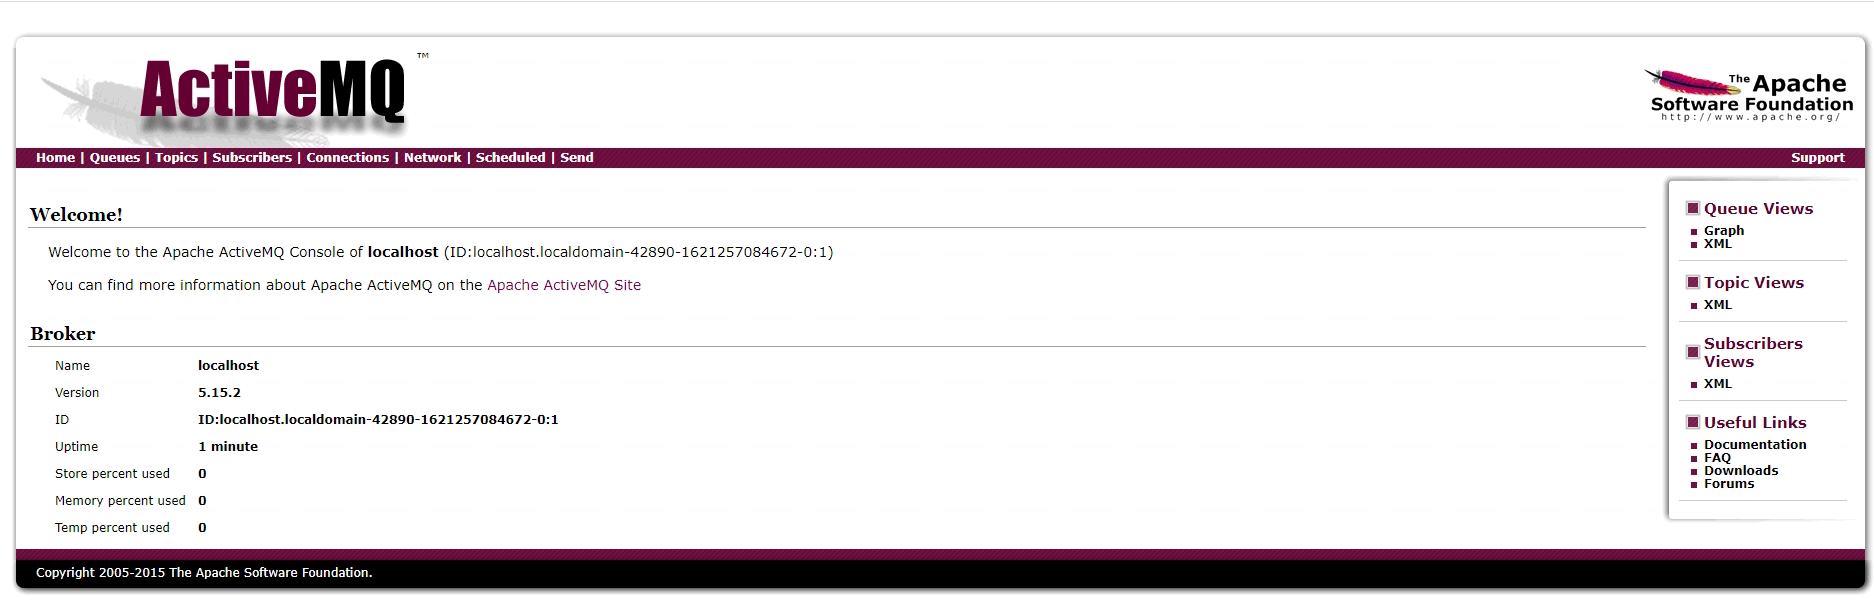 ActiveMQ ™
The Apache
Software Foundation
http://www.apache.org/
Home | Queues | Topics | Subscribers | Connections | Network | Scheduled | Send
Support
Welcome!
Welcome to the Apache ActiveMQ Console of localhost (ID:localhost.localdomain-42890-1621257084672-0:1)
You can find more information about Apache ActiveMQ on the Apache ActiveMQ Site
Broker
Name localhost
Version 5.15.2
ID ID:localhost.localdomain-42890-1621257084672-0:1
Uptime 1 minute
Store percent used 0
Memory percent used 0
Temp percent used 0
Queue Views
Graph
XML
Topic Views
XML
Subscribers
Views
XML
Useful Links
Documentation
FAQ
Downloads
Forums
Copyright 2005-2015 The Apache Software Foundation.